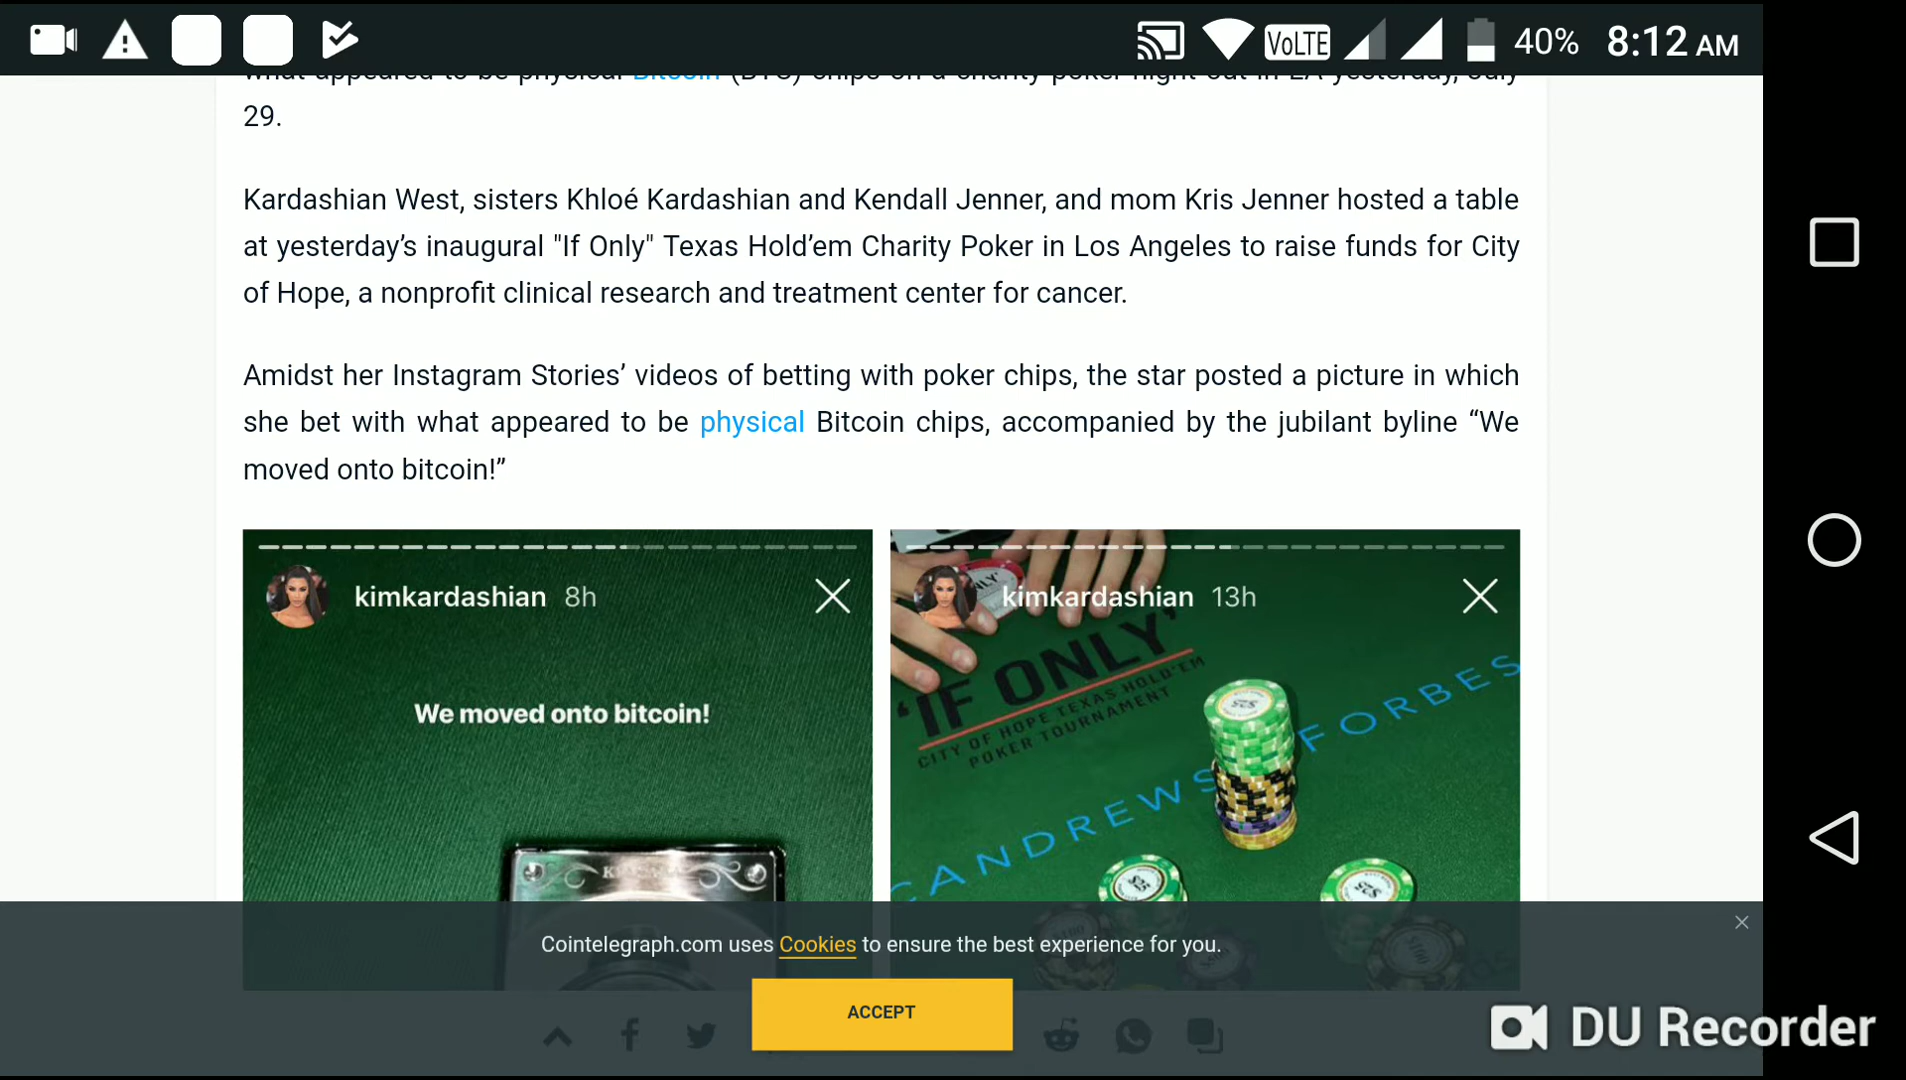 VoLTE 40% 8:12 AM
what appeared to be physical Bitcoin (BTC) chips on a charity poker night out in LA yesterday, July
29.
Kardashian West, sisters Khloé Kardashian and Kendall Jenner, and mom Kris Jenner hosted a table
at yesterday’s inaugural "If Only" Texas Hold’em Charity Poker in Los Angeles to raise funds for City
of Hope, a nonprofit clinical research and treatment center for cancer.
Amidst her Instagram Stories’ videos of betting with poker chips, the star posted a picture in which
she bet with what appeared to be physical Bitcoin chips, accompanied by the jubilant byline “We
moved onto bitcoin!”
kimkardashian 8h
We moved onto bitcoin!
kimkardashian 13h
‘IF ONLY’
CITY OF HOPE TEXAS HOLD'EM
POKER TOURNAMENT
ANDREWS FORBES
$25
$25
$25
$100
Cointelegraph.com uses Cookies to ensure the best experience for you.
ACCEPT
DU Recorder